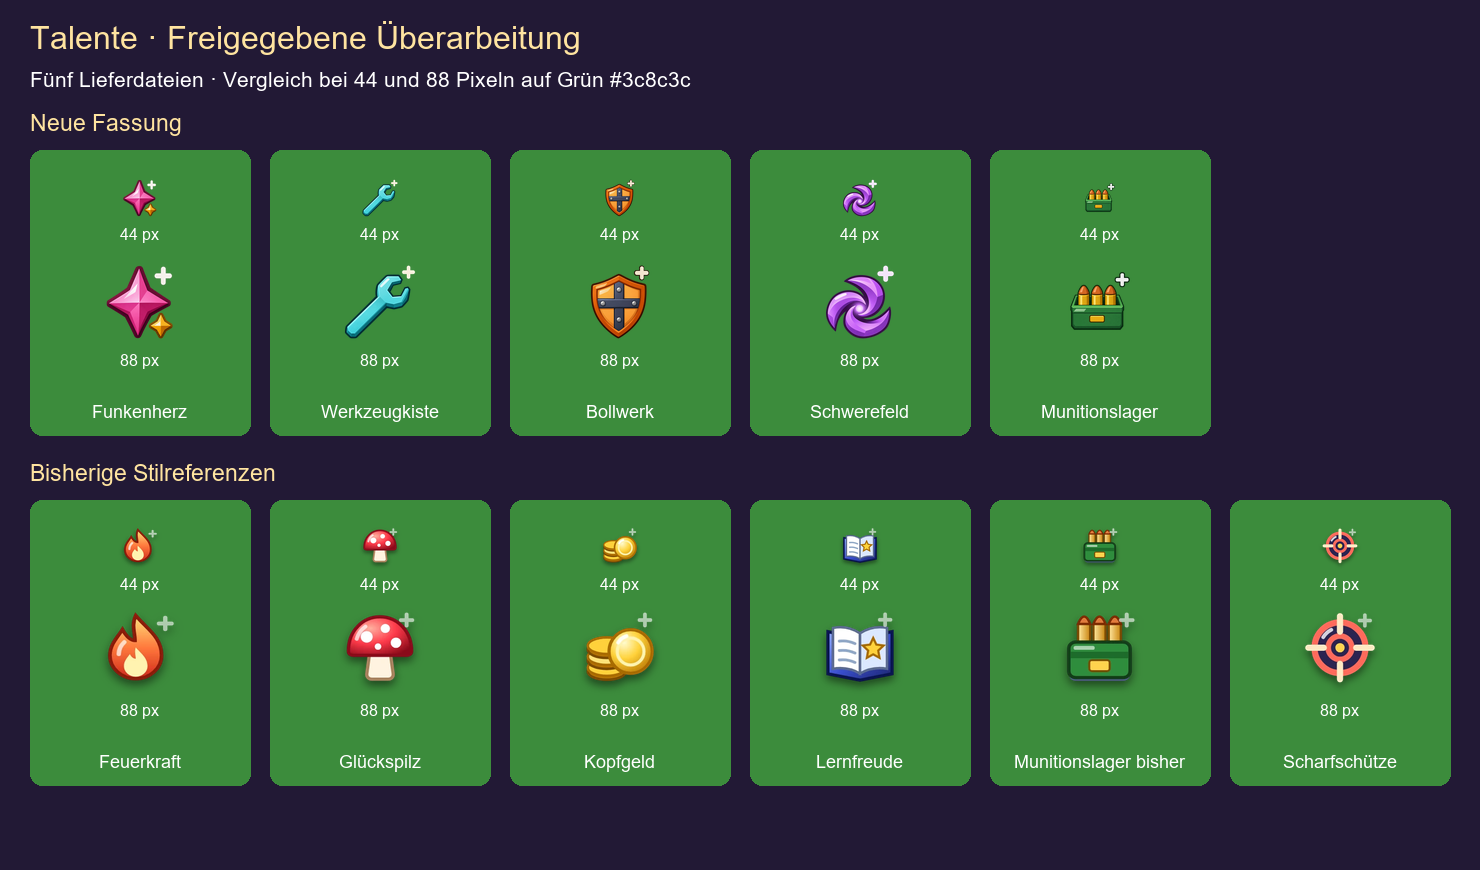 Talente · Freigegebene Überarbeitung
Fünf Lieferdateien · Vergleich bei 44 und 88 Pixeln auf Grün #3c8c3c
Neue Fassung
44 px 44 px 44 px 44 px 44 px
88 px 88 px 88 px 88 px 88 px
Funkenherz Werkzeugkiste Bollwerk Schwerefeld Munitionslager
Bisherige Stilreferenzen
44 px 44 px 44 px 44 px 44 px 44 px
88 px 88 px 88 px 88 px 88 px 88 px
Feuerkraft Glückspilz Kopfgeld Lernfreude Munitionslager bisher Scharfschütze